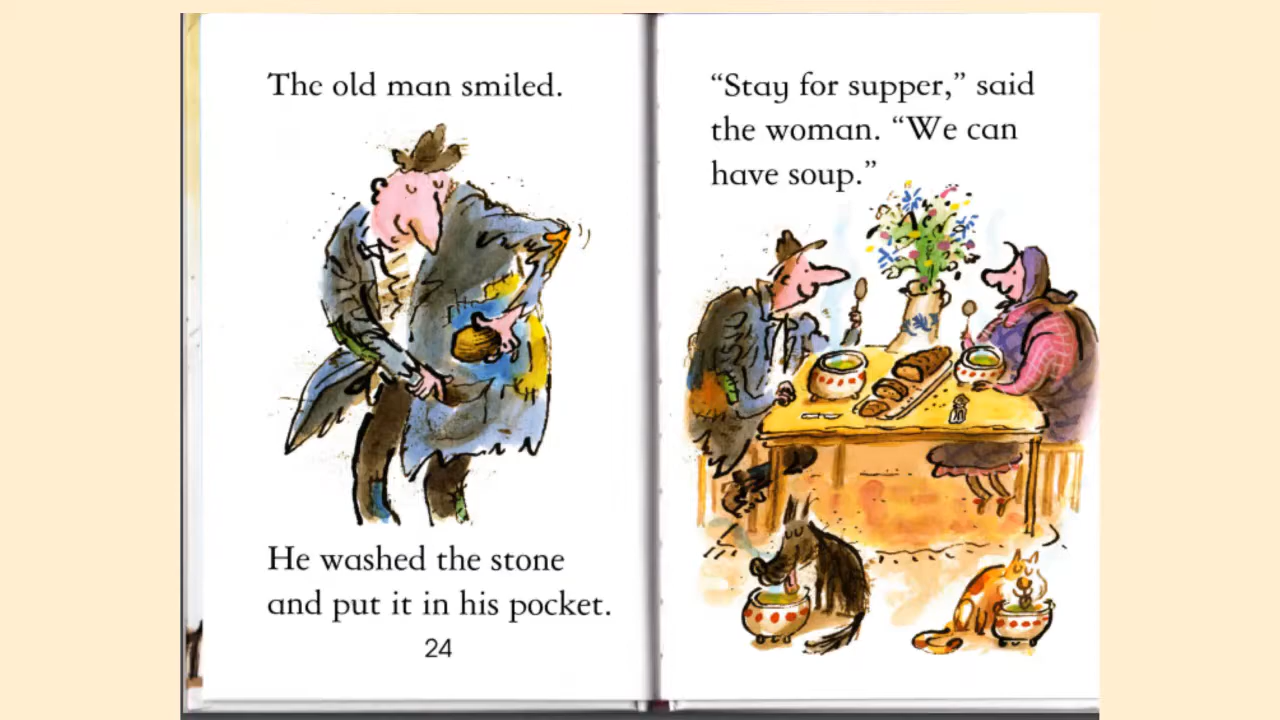 The old man smiled.
He washed the stone
and put it in his pocket.
24
“Stay for supper,” said
the woman. “We can
have soup.”